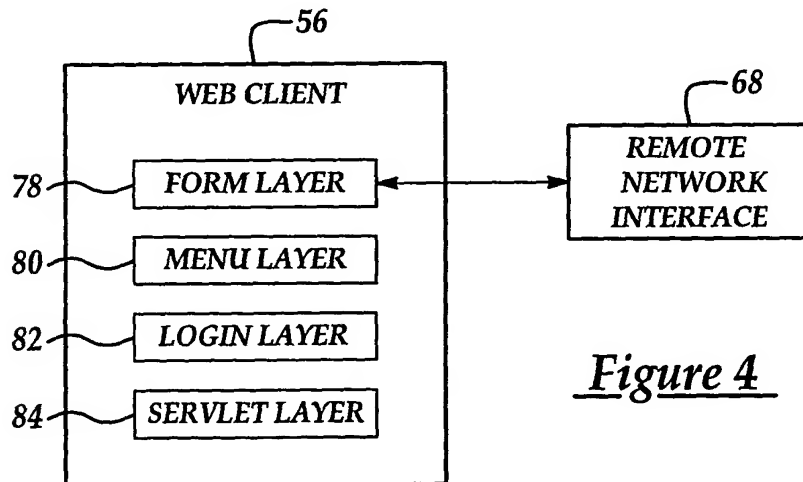 56
WEB CLIENT
68
REMOTE
NETWORK
INTERFACE
78
FORM LAYER
80
MENU LAYER
82
LOGIN LAYER
84
SERVLET LAYER
Figure 4